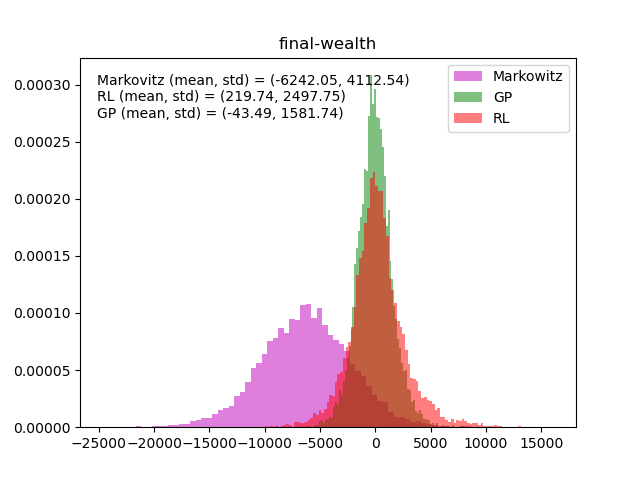 final-wealth
Markovitz (mean, std) = (-6242.05, 4112.54)
RL (mean, std) = (219.74, 2497.75)
GP (mean, std) = (-43.49, 1581.74)
Markowitz
GP
RL
0.00030
0.00025
0.00020
0.00015
0.00010
0.00005
0.00000
−25000 −20000 −15000 −10000 −5000 0 5000 10000 15000